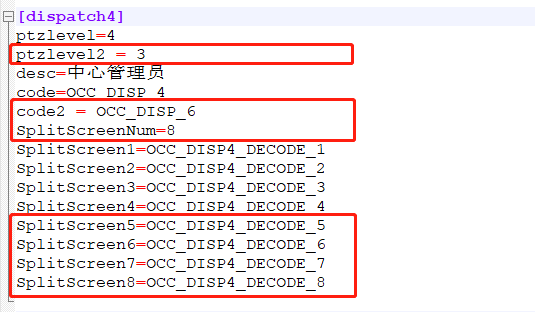 [dispatch4]
ptzlevel=4
ptzlevel2 = 3
desc=中心管理员
code=OCC_DISP_4
code2 = OCC_DISP_6
SplitScreenNum=8
SplitScreen1=OCC_DISP4_DECODE_1
SplitScreen2=OCC_DISP4_DECODE_2
SplitScreen3=OCC_DISP4_DECODE_3
SplitScreen4=OCC_DISP4_DECODE_4
SplitScreen5=OCC_DISP4_DECODE_5
SplitScreen6=OCC_DISP4_DECODE_6
SplitScreen7=OCC_DISP4_DECODE_7
SplitScreen8=OCC_DISP4_DECODE_8